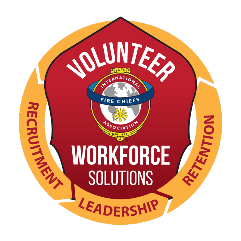 VOLUNTEER
INTERNATIONAL
FIRE CHIEFS
ASSOCIATION
WORKFORCE
SOLUTIONS
RECRUITMENT
LEADERSHIP
RETENTION